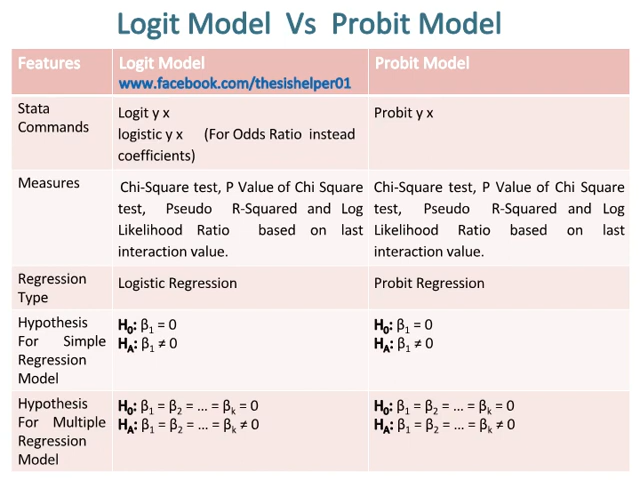 Logit Model Vs Probit Model
Features
Logit Model
www.facebook.com/thesishelper01
Probit Model
Stata
Commands
Logit y x
logistic y x (For Odds Ratio instead
coefficients)
Probit y x
Measures
Chi-Square test, P Value of Chi Square
test, Pseudo R-Squared and Log
Likelihood Ratio based on last
interaction value.
Chi-Square test, P Value of Chi Square
test, Pseudo R-Squared and Log
Likelihood Ratio based on last
interaction value.
Regression
Type
Logistic Regression
Probit Regression
Hypothesis
For Simple
Regression
Model
H₀: β₁ = 0
Hₐ: β₁ ≠ 0
H₀: β₁ = 0
Hₐ: β₁ ≠ 0
Hypothesis
For Multiple
Regression
Model
H₀: β₁ = β₂ = ... = βₖ = 0
Hₐ: β₁ = β₂ = ... = βₖ ≠ 0
H₀: β₁ = β₂ = ... = βₖ = 0
Hₐ: β₁ = β₂ = ... = βₖ ≠ 0